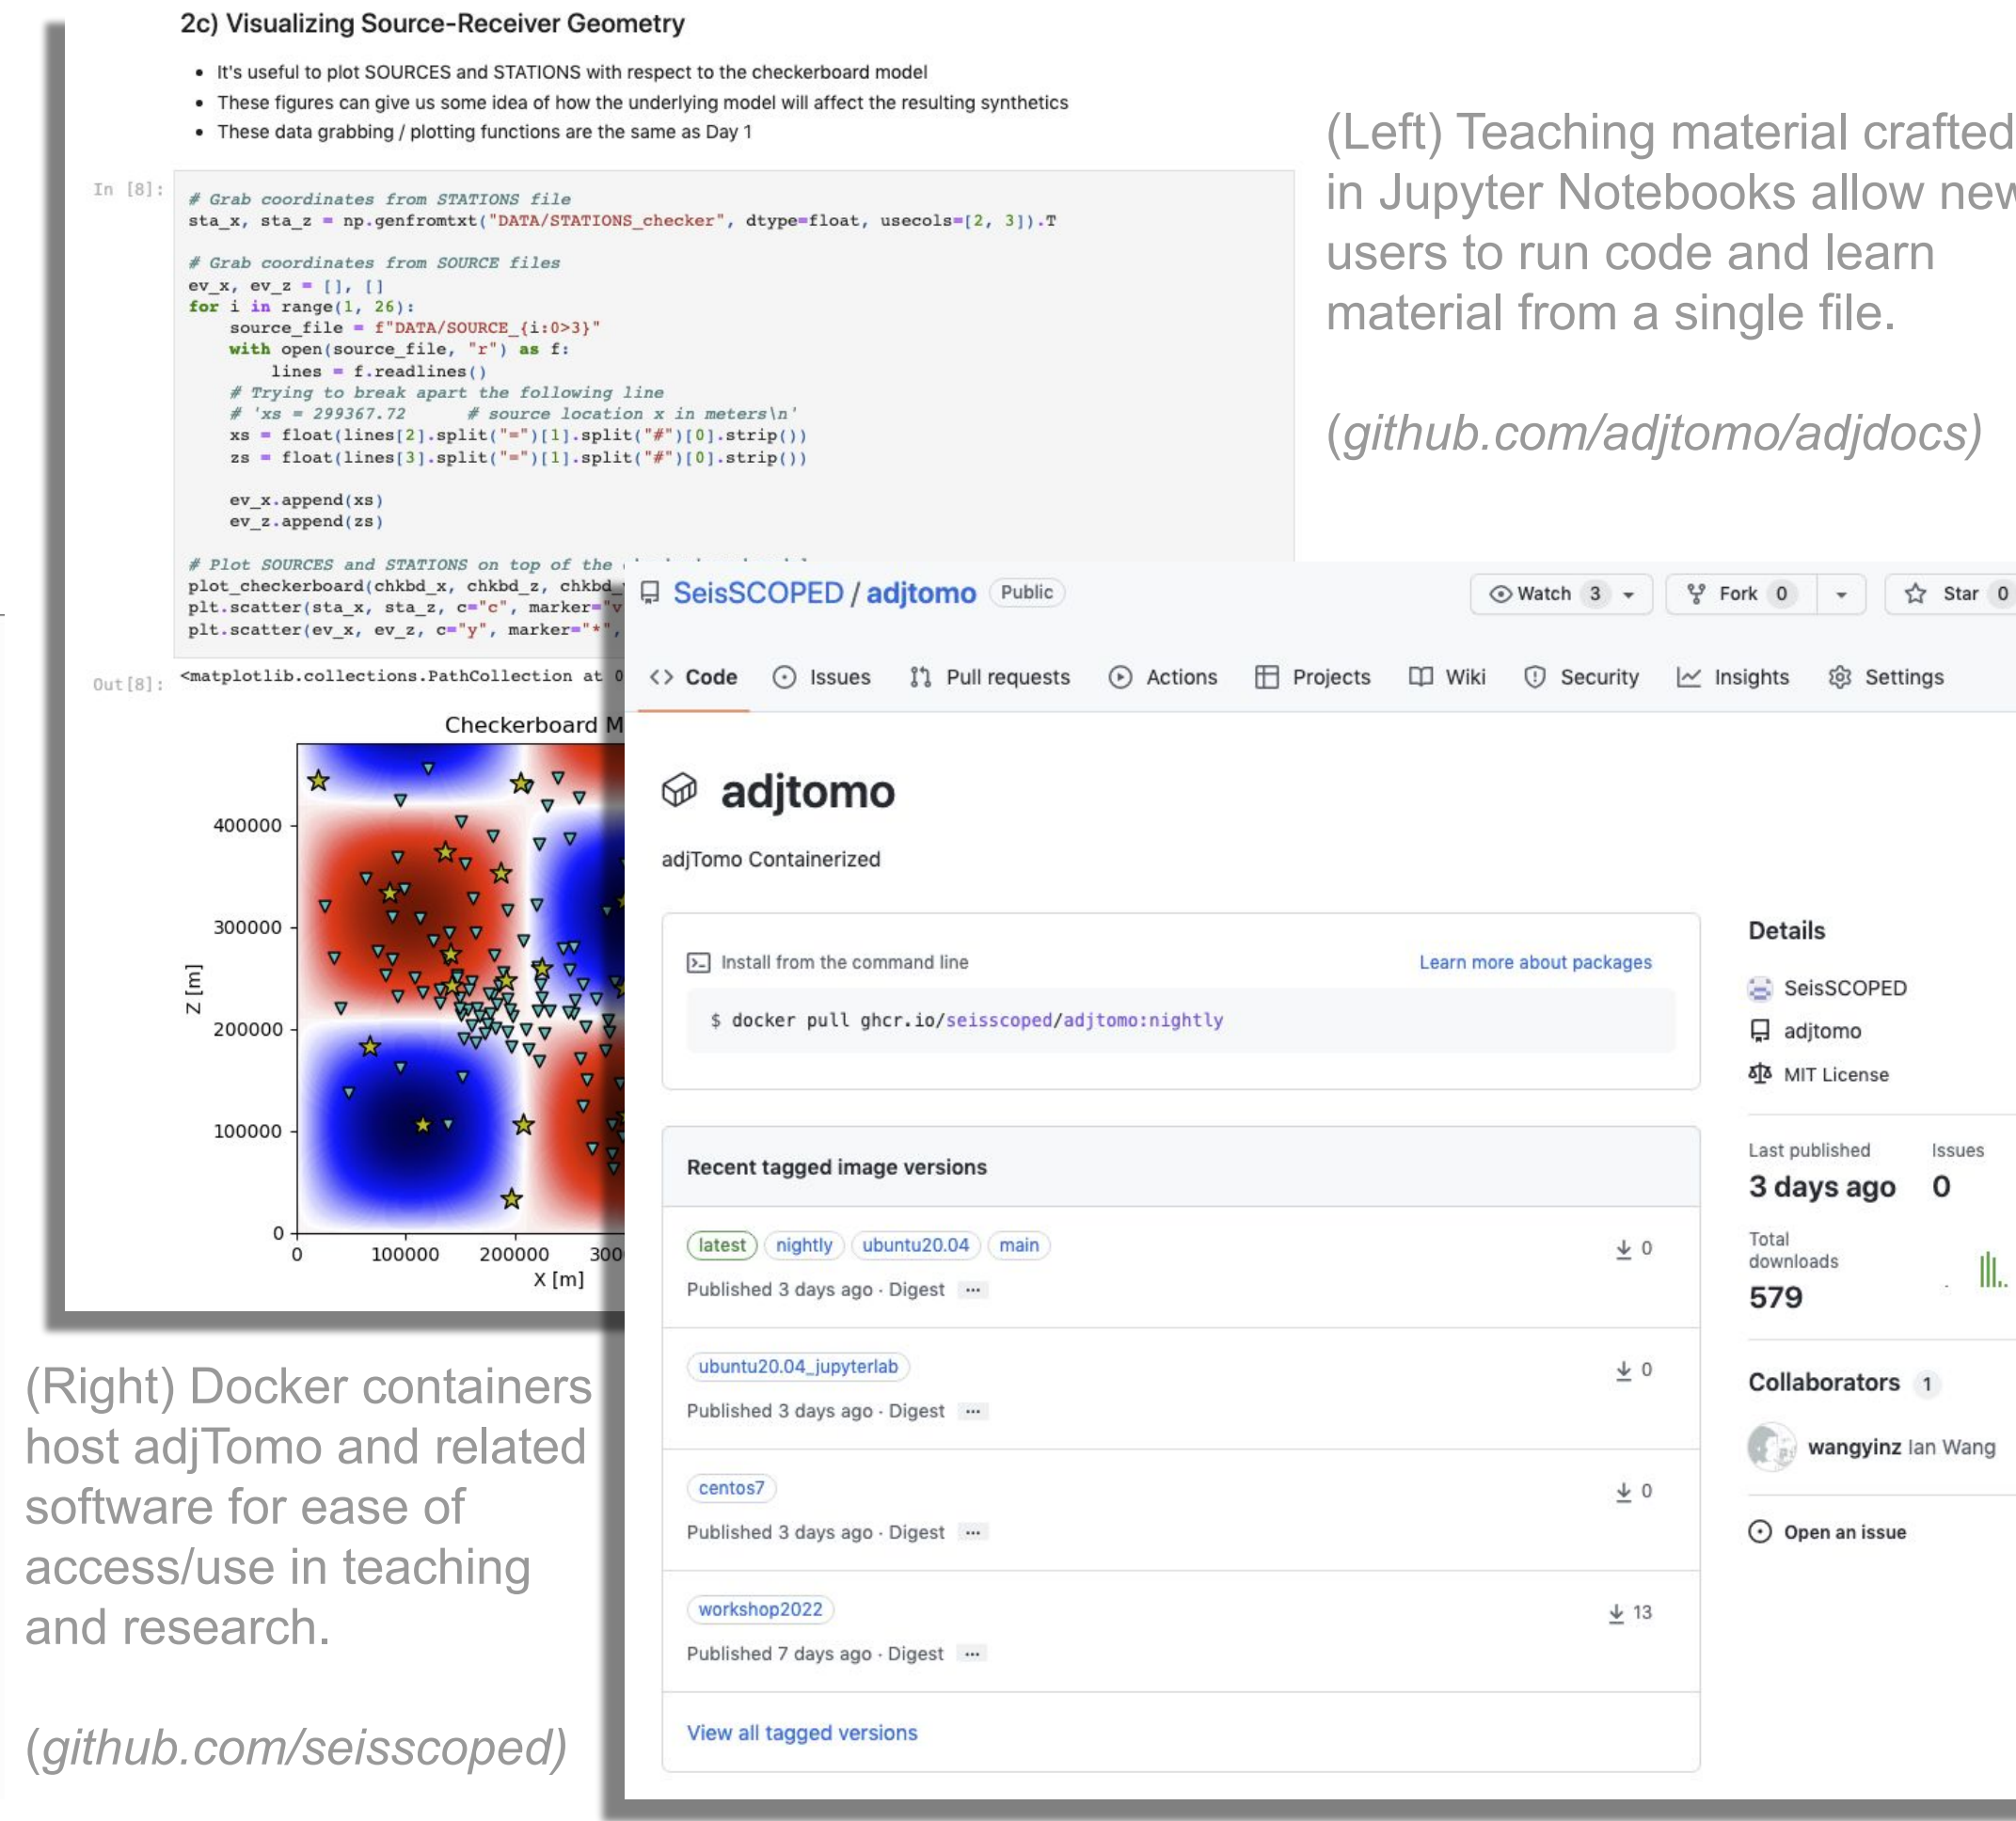 2c) Visualizing Source-Receiver Geometry
• It's useful to plot SOURCES and STATIONS with respect to the checkerboard model
• These figures can give us some idea of how the underlying model will affect the resulting synthetics
• These data grabbing / plotting functions are the same as Day 1
In [8]:
# Grab coordinates from STATIONS file
sta_x, sta_z = np.genfromtxt("DATA/STATIONS_checker", dtype=float, usecols=[2, 3]).T
# Grab coordinates from SOURCE files
ev_x, ev_z = [], []
for i in range(1, 26):
    source_file = f"DATA/SOURCE_{i:0>3}"
    with open(source_file, "r") as f:
        lines = f.readlines()
    # Trying to break apart the following line
    # 'xs = 299367.72      # source location x in meters\n'
    xs = float(lines[2].split("=")[1].split("#")[0].strip())
    zs = float(lines[3].split("=")[1].split("#")[0].strip())
    ev_x.append(xs)
    ev_z.append(zs)
# Plot SOURCES and STATIONS on top of the
plot_checkerboard(chkbd_x, chkbd_z, chkbd_
plt.scatter(sta_x, sta_z, c="c", marker="v
plt.scatter(ev_x, ev_z, c="y", marker="*",
Out[8]:
<matplotlib.collections.PathCollection at 0
Checkerboard M
400000
300000
200000
100000
0
Z [m]
0 100000 200000 300
X [m]
(Left) Teaching material crafted
in Jupyter Notebooks allow new
users to run code and learn
material from a single file.
(github.com/adjtomo/adjdocs)
SeisSCOPED / adjtomo Public
Watch 3 Fork 0 Star 0
<> Code Issues Pull requests Actions Projects Wiki Security Insights Settings
adjtomo
adjTomo Containerized
Install from the command line Learn more about packages
$ docker pull ghcr.io/seisscoped/adjtomo:nightly
Recent tagged image versions
latest nightly ubuntu20.04 main
0
Published 3 days ago · Digest ···
ubuntu20.04_jupyterlab
0
Published 3 days ago · Digest ···
centos7
0
Published 3 days ago · Digest ···
workshop2022
13
Published 7 days ago · Digest ···
View all tagged versions
Details
SeisSCOPED
adjtomo
MIT License
Last published Issues
3 days ago 0
Total
downloads
579
Collaborators 1
wangyinz Ian Wang
Open an issue
(Right) Docker containers
host adjTomo and related
software for ease of
access/use in teaching
and research.
(github.com/seisscoped)